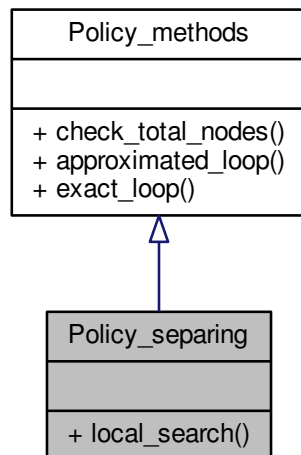 Policy_methods
+ check_total_nodes()
+ approximated_loop()
+ exact_loop()
Policy_separing
+ local_search()